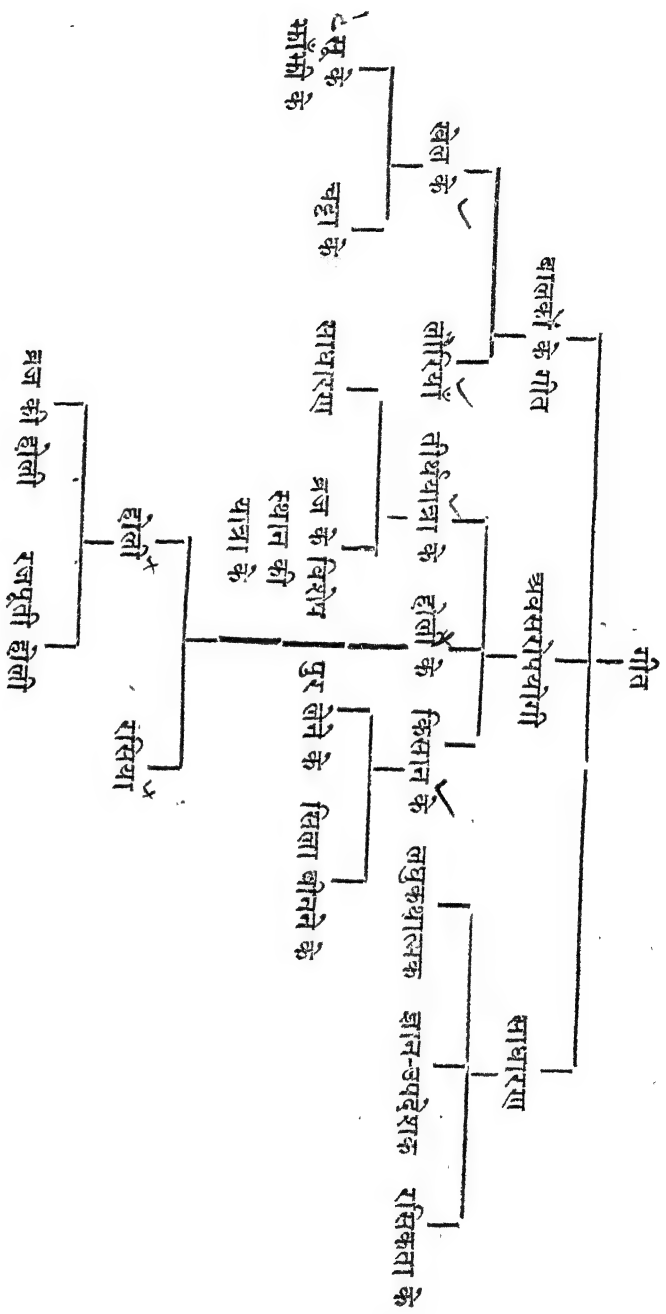 गीत
बालकों के गीत
अवसरोपयोगी
साधारण
खेल के
लोरियाँ
तीर्थयात्रा के
होली के
किसान के
लघुकथात्मक
ज्ञान-उपदेशक
रसिकता के
टेसू के
झाँझी के
चट्टा के
साधारण
ब्रज के विशेष
स्थान की
यात्रा के
पुर लेने के
सिला बीनने के
होली
रसिया
ब्रज की होली
रजपूती होली